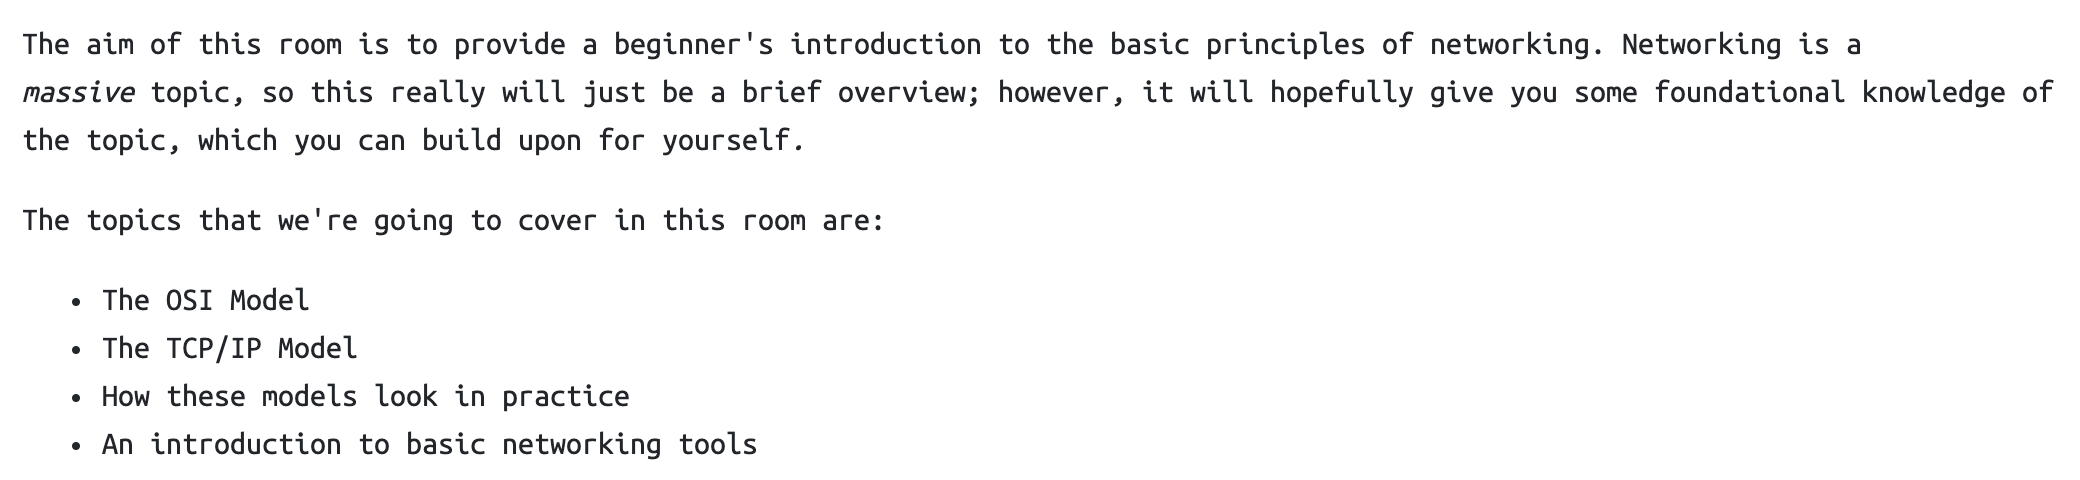 The aim of this room is to provide a beginner's introduction to the basic principles of networking. Networking is a
massive topic, so this really will just be a brief overview; however, it will hopefully give you some foundational knowledge of
the topic, which you can build upon for yourself.
The topics that we're going to cover in this room are:
• The OSI Model
• The TCP/IP Model
• How these models look in practice
• An introduction to basic networking tools